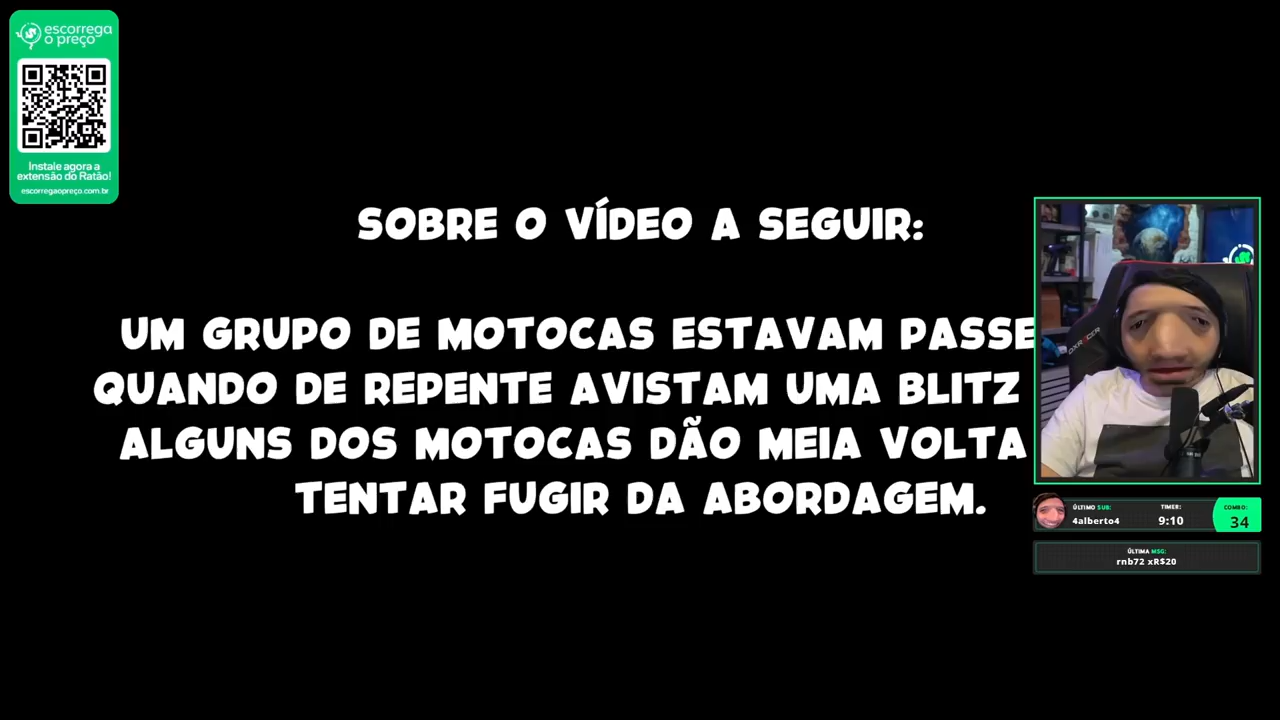 escorrega
o preço
Instale agora a
extensão do Ratão!
escorregaopreço.com.br
SOBRE O VÍDEO A SEGUIR:
UM GRUPO DE MOTOCAS ESTAVAM PASSE
QUANDO DE REPENTE AVISTAM UMA BLITZ
ALGUNS DOS MOTOCAS DÃO MEIA VOLTA
TENTAR FUGIR DA ABORDAGEM.
DXRACER
ÚLTIMO SUB:
4alberto4
TIMER:
9:10
COMBO:
34
ÚLTIMA MSG:
rnb72 xR$20